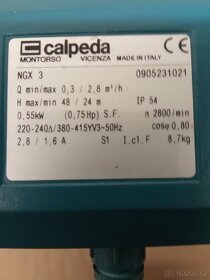 calpeda
MONTORSO VICENZA MADE IN ITALY
NGX 3 0905231021
Q min/max 0,3 / 2,8 m³/h
H max/min 48 / 24 m IP 54
0,55kW (0,75Hp) S.F. n 2800/min
220-240Δ/380-415YV3~50Hz cosφ 0,80
2,8 / 1,6 A S1 I.cl.F 8,7kg